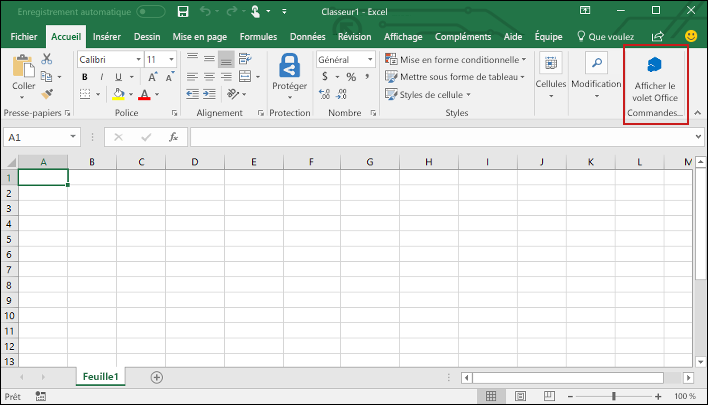 Enregistrement automatique
Classeur1 - Excel
Fichier Accueil Insérer Dessin Mise en page Formules Données Révision Affichage Compléments Aide Équipe Que voulez
Coller
Presse-papiers
Calibri 11
B I U A A
A
Police
Alignement
Protéger
Protection
Général
$ % ,
Nombre
Mise en forme conditionnelle
Mettre sous forme de tableau
Styles de cellule
Styles
Cellules
Modification
Afficher le
volet Office
Commandes...
A1 fx
A B C D E F G H I J K L M
1
2
3
4
5
6
7
8
9
10
11
12
13
Feuille1
Prêt 100 %